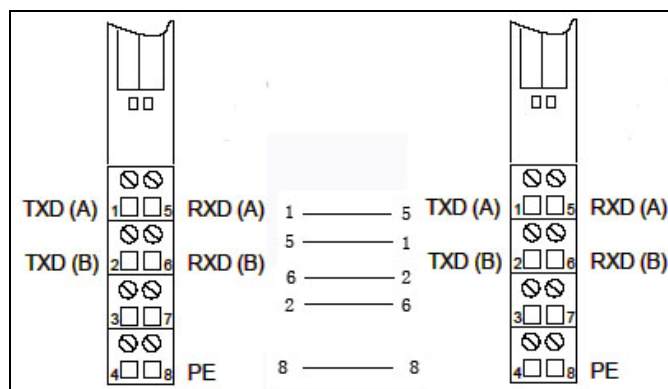 TXD (A) 1 5 RXD (A) 1 5 TXD (A) 1 5 RXD (A)
5 1
TXD (B) 2 6 RXD (B) 6 2 TXD (B) 2 6 RXD (B)
2 6
3 7 3 7
4 8 PE 8 8 4 8 PE